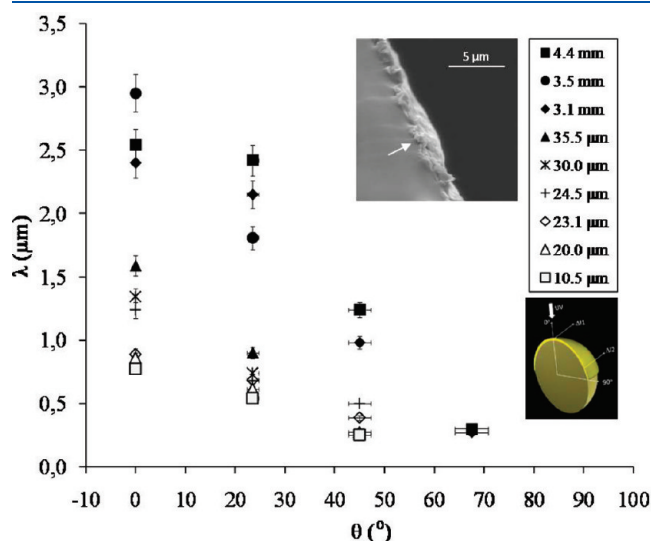 3,5
3,0
2,5
2,0
1,5
1,0
0,5
0,0
λ (µm)
-10 0 10 20 30 40 50 60 70 80 90 100
θ (°)
5 µm
4.4 mm
3.5 mm
3.1 mm
35.5 µm
30.0 µm
24.5 µm
23.1 µm
20.0 µm
10.5 µm
UV
0°
90°